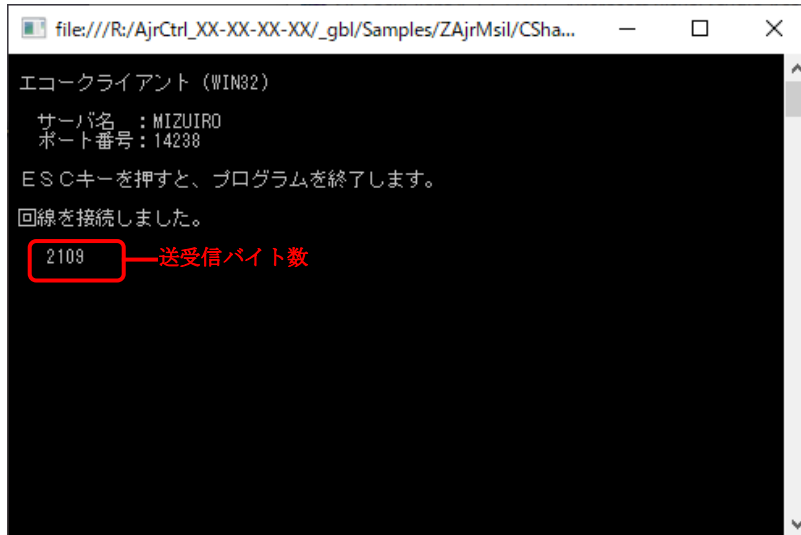 file:///R:/AjrCtrl_XX-XX-XX-XX/_gbl/Samples/ZAjrMsil/CSha...
エコークライアント (WIN32)
サーバ名 :MIZUIRO
ポート番号:14238
ＥＳＣキーを押すと、プログラムを終了します。
回線を接続しました。
2109 送受信バイト数